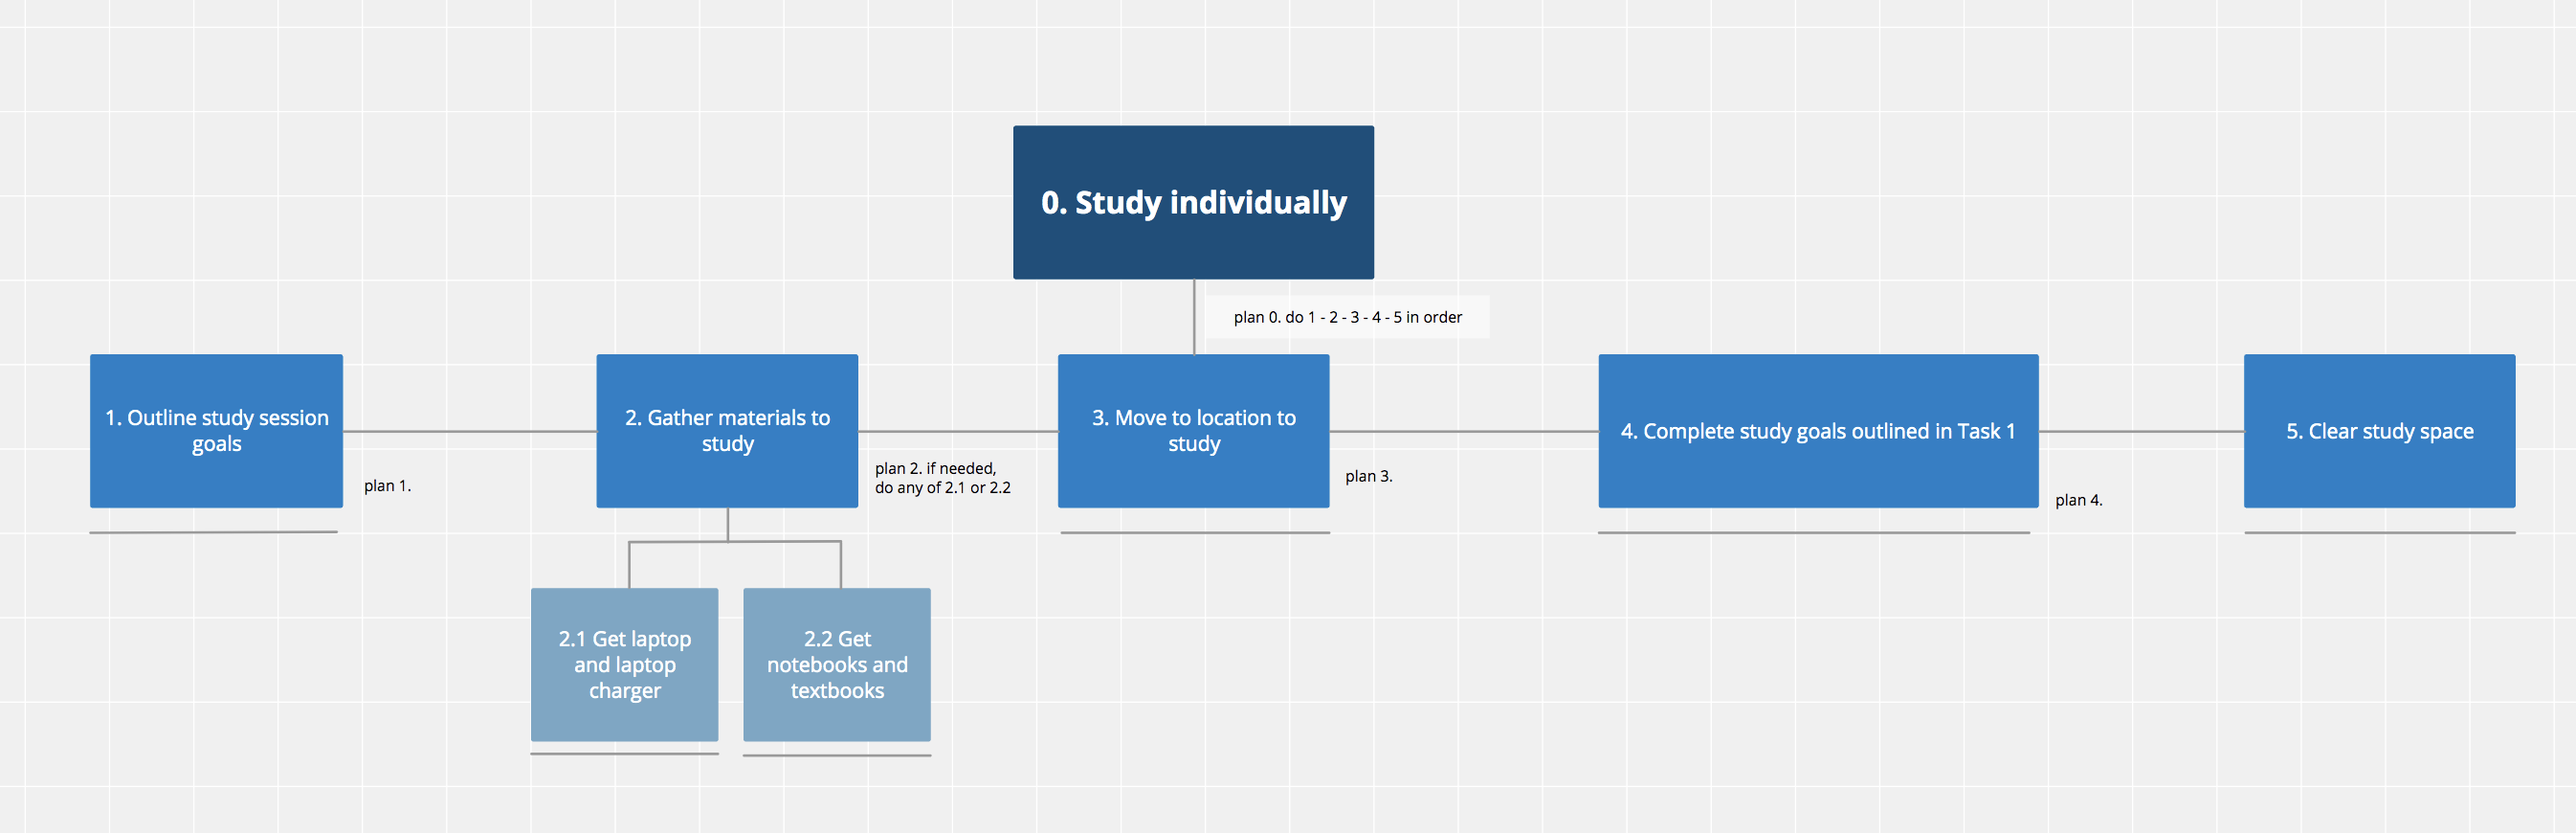 0. Study individually
plan 0. do 1 - 2 - 3 - 4 - 5 in order
1. Outline study session
goals
plan 1.
2. Gather materials to
study
plan 2. if needed,
do any of 2.1 or 2.2
3. Move to location to
study
plan 3.
4. Complete study goals outlined in Task 1
plan 4.
5. Clear study space
2.1 Get laptop
and laptop
charger
2.2 Get
notebooks and
textbooks